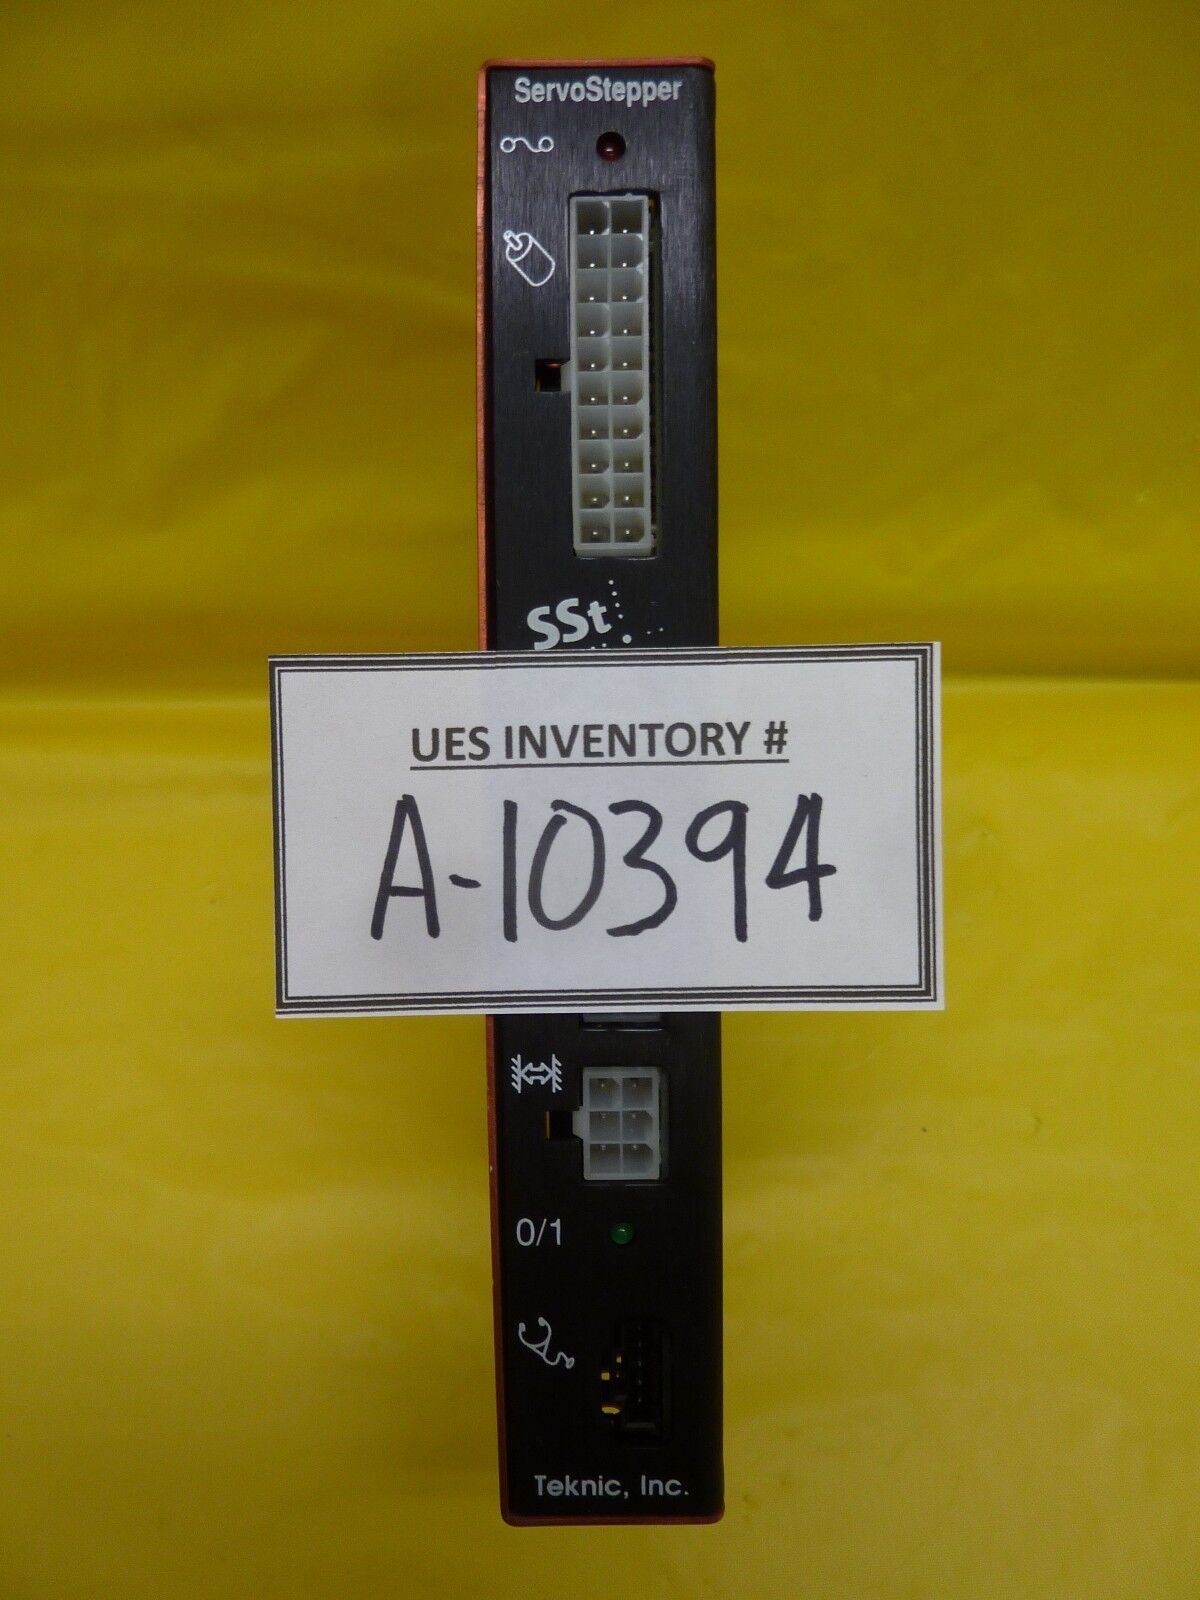 ServoStepper
SSt
UES INVENTORY #
A-10394
0/1
Teknic, Inc.